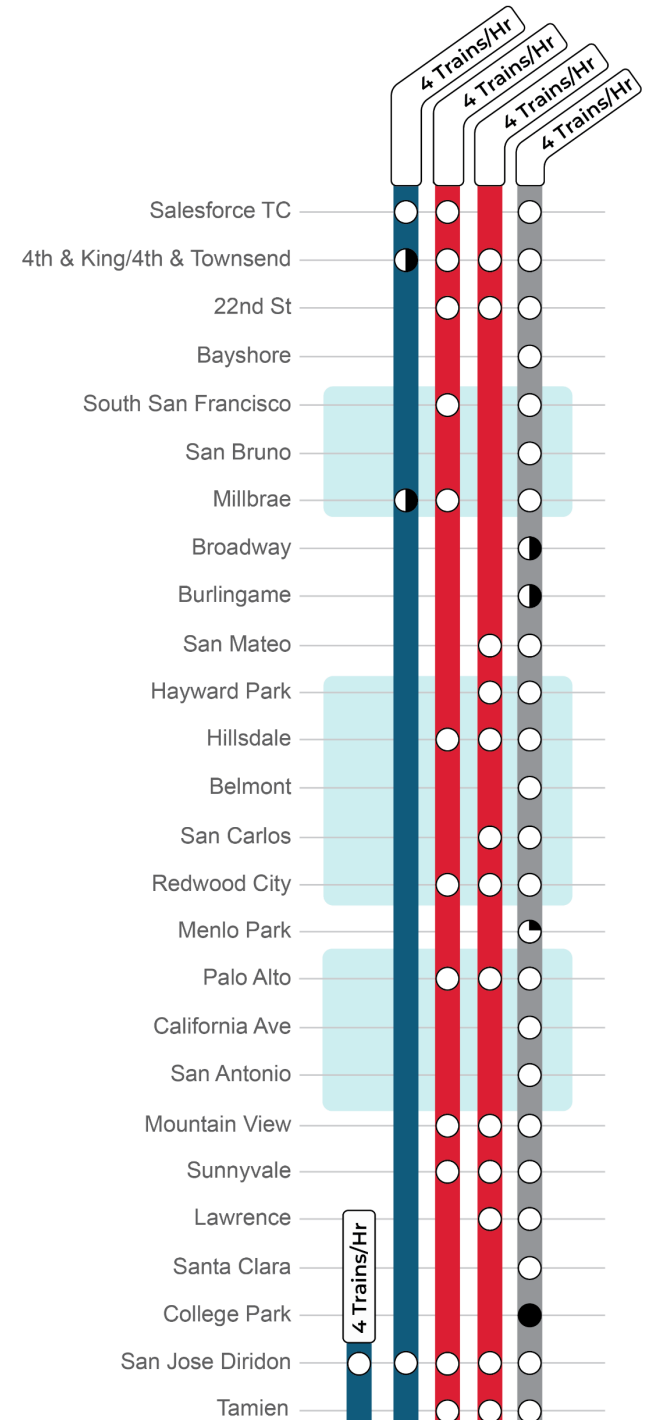 4 Trains/Hr
4 Trains/Hr
4 Trains/Hr
4 Trains/Hr
Salesforce TC
4th & King/4th & Townsend
22nd St
Bayshore
South San Francisco
San Bruno
Millbrae
Broadway
Burlingame
San Mateo
Hayward Park
Hillsdale
Belmont
San Carlos
Redwood City
Menlo Park
Palo Alto
California Ave
San Antonio
Mountain View
Sunnyvale
Lawrence
4 Trains/Hr
Santa Clara
College Park
San Jose Diridon
Tamien